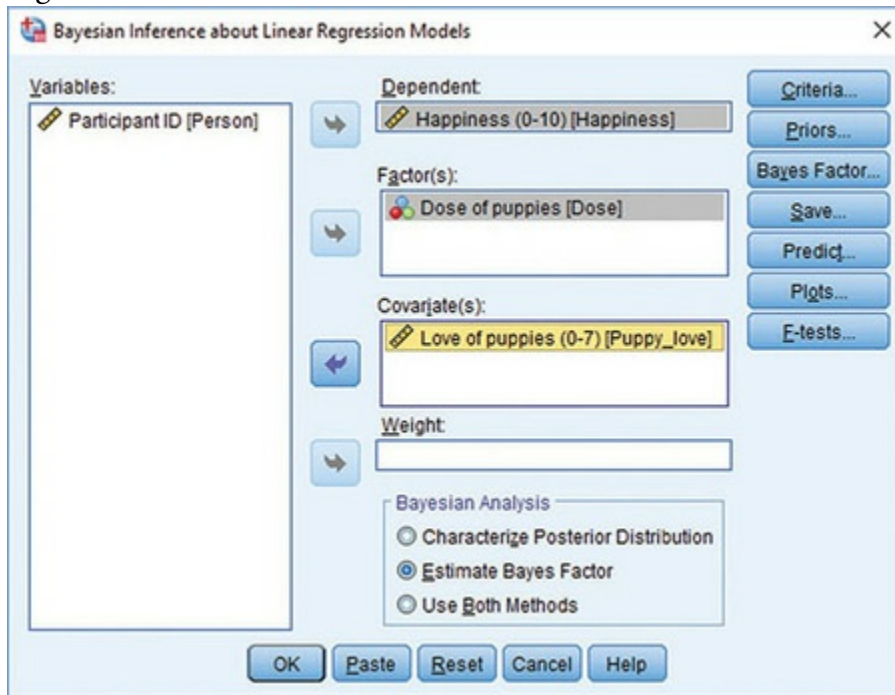 Bayesian Inference about Linear Regression Models
Variables:
Participant ID [Person]
Dependent:
Happiness (0-10) [Happiness]
Factor(s):
Dose of puppies [Dose]
Covariate(s):
Love of puppies (0-7) [Puppy_love]
Weight:
Bayesian Analysis
Characterize Posterior Distribution
Estimate Bayes Factor
Use Both Methods
Criteria...
Priors...
Bayes Factor...
Save...
Predict...
Plots...
F-tests...
OK Paste Reset Cancel Help